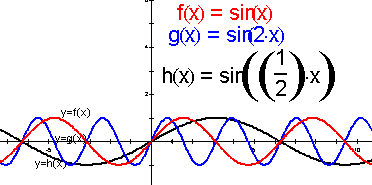 f(x) = sin(x)
g(x) = sin(2·x)
h(x) = sin((1/2)·x)
y=f(x)
y=g(x)
y=h(x)